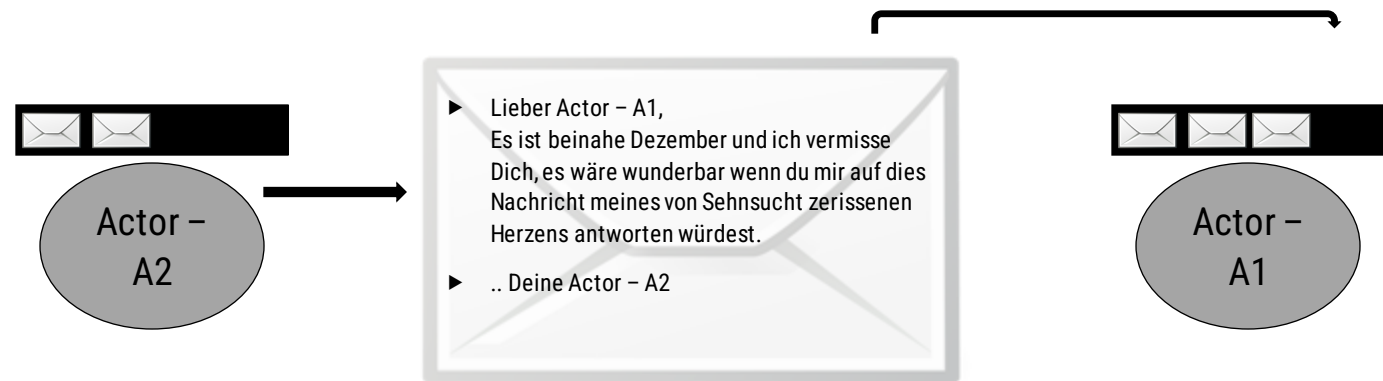 Lieber Actor – A1,
Es ist beinahe Dezember und ich vermisse
Dich, es wäre wunderbar wenn du mir auf dies
Nachricht meines von Sehnsucht zerissenen
Herzens antworten würdest.
.. Deine Actor – A2
Actor –
A2
Actor –
A1